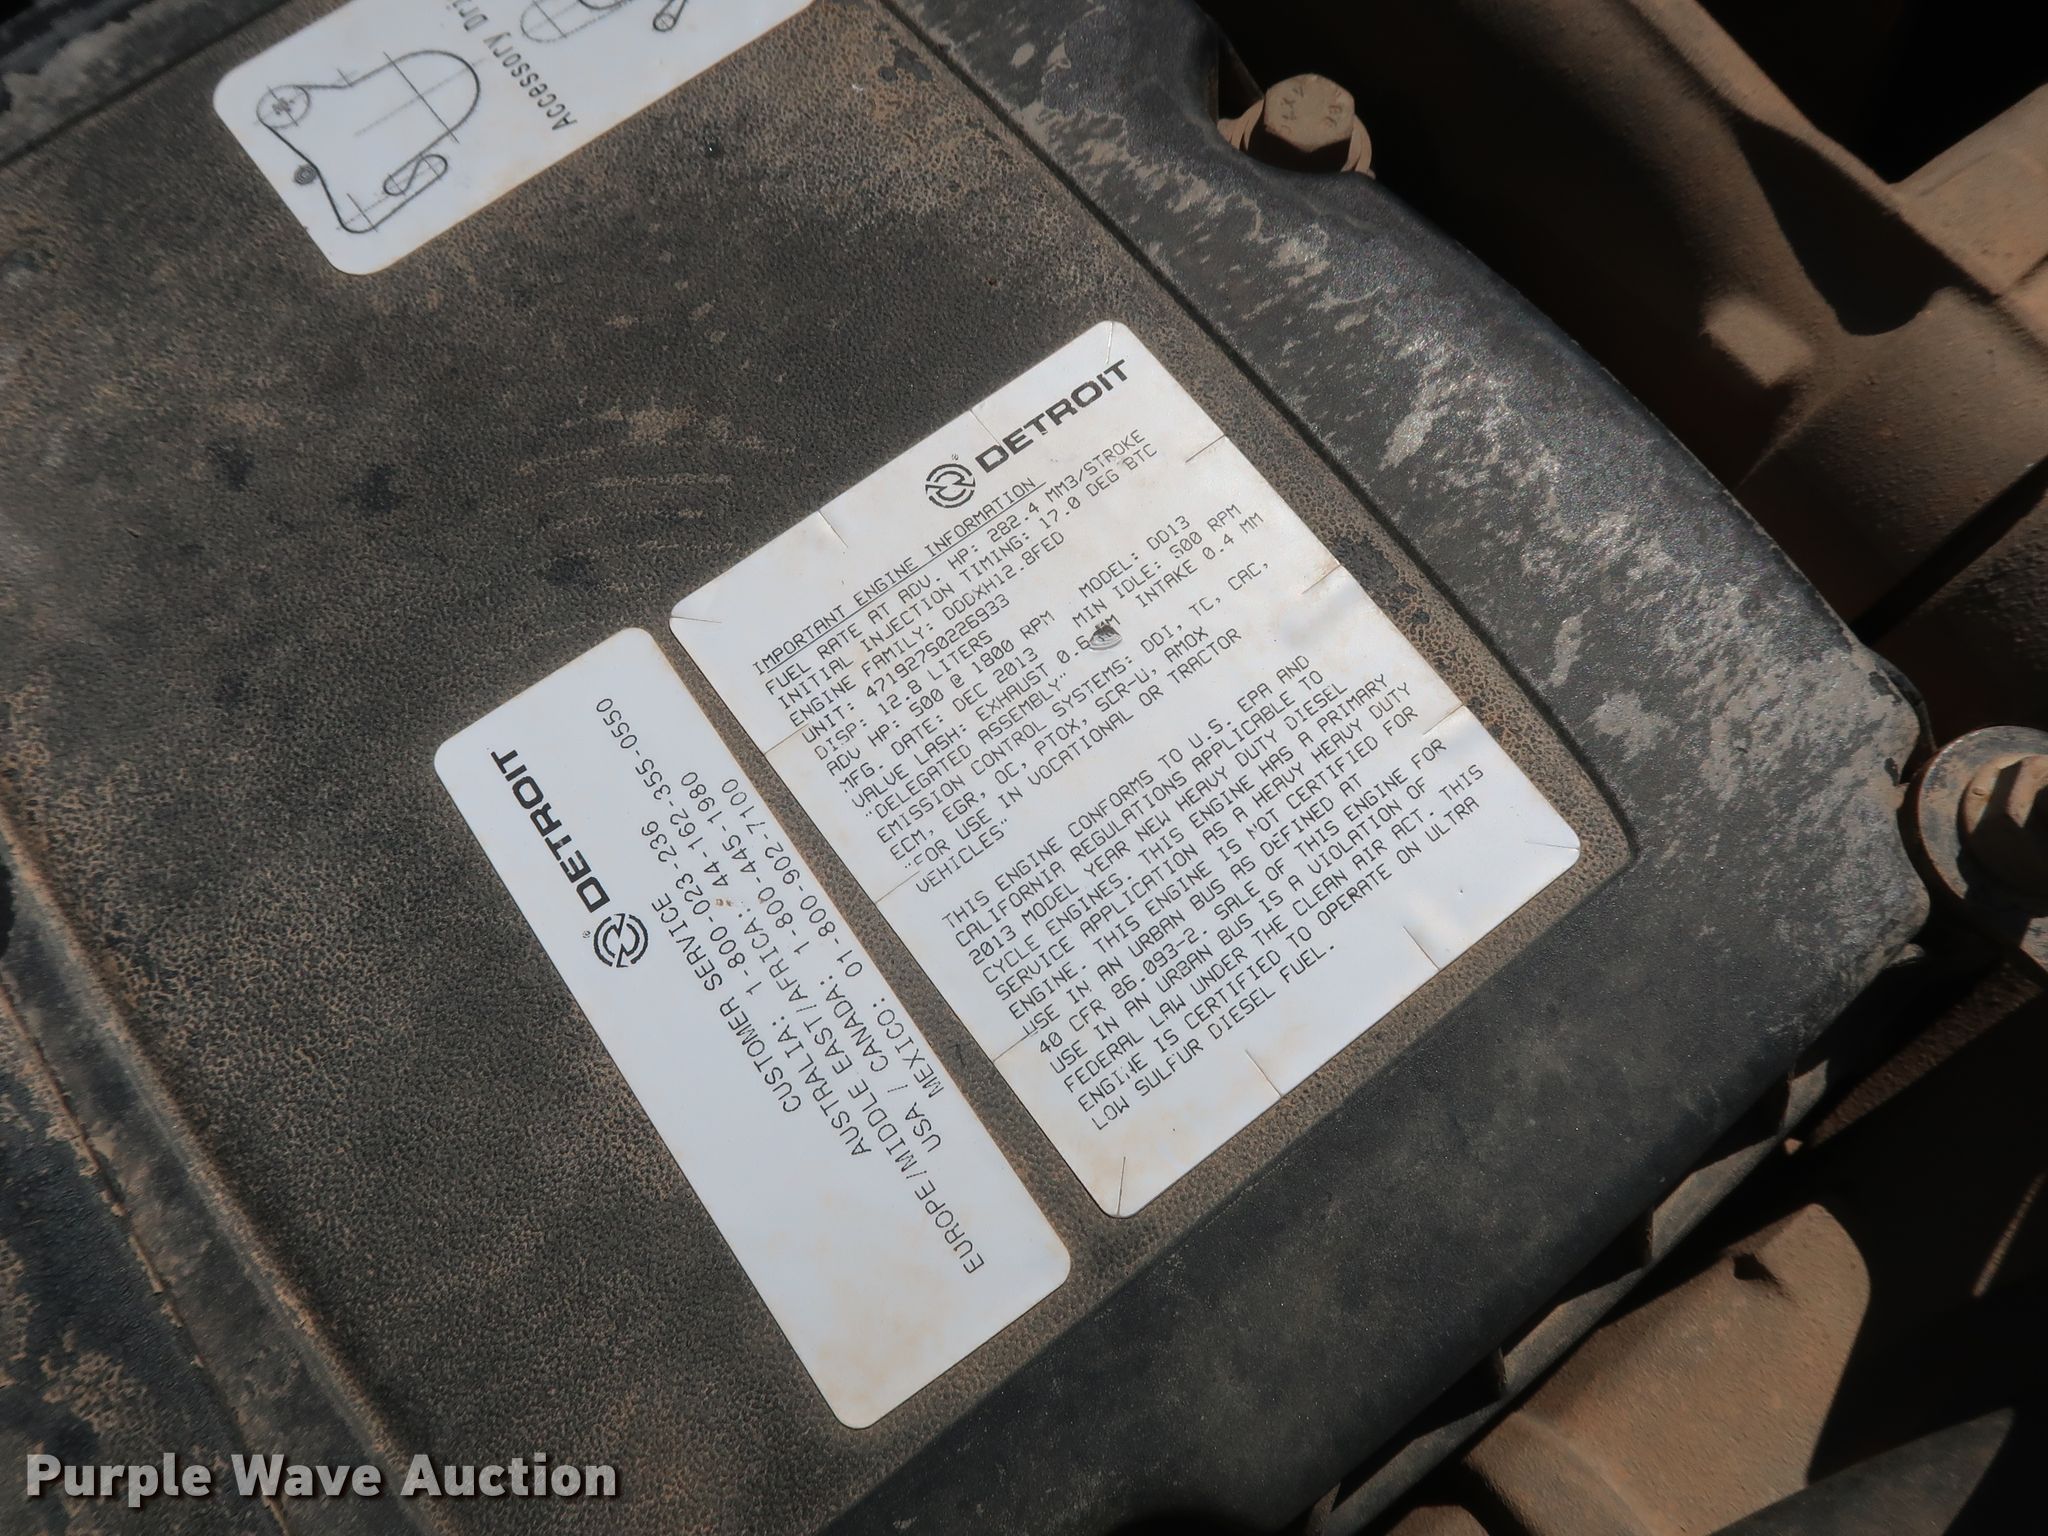 Accessory
DETROIT
IMPORTANT ENGINE INFORMATION
FUEL RATE AT ADV. HP: 282.4 MM3/STROKE
INITIAL INJECTION TIMING: 17.0 DEG BTC
ENGINE FAMILY: DDDXH12.8FED
UNIT: 471927S0226933
DISP: 12.8 LITERS MODEL: DD13
ADV HP: 500 @ 1800 RPM
MFG. DATE: DEC 2013 MIN IDLE: 500 RPM
VALVE LASH: EXHAUST 0.6 MM INTAKE 0.4 MM
"DELEGATED ASSEMBLY"
EMISSION CONTROL SYSTEMS: DDI, TC, CAC,
ECM, EGR, OC, PTOX, SCR-U, AMOX
"FOR USE IN VOCATIONAL OR TRACTOR
VEHICLES"
THIS ENGINE CONFORMS TO U.S. EPA AND
CALIFORNIA REGULATIONS APPLICABLE TO
2013 MODEL YEAR NEW HEAVY DUTY DIESEL
CYCLE ENGINES. THIS ENGINE HAS A PRIMARY
SERVICE APPLICATION AS A HEAVY HEAVY DUTY
ENGINE. THIS ENGINE IS NOT CERTIFIED FOR
USE IN AN URBAN BUS AS DEFINED AT
40 CFR 86.093-2. SALE OF THIS ENGINE FOR
USE IN AN URBAN BUS IS A VIOLATION OF
FEDERAL LAW UNDER THE CLEAN AIR ACT. THIS
ENGINE IS CERTIFIED TO OPERATE ON ULTRA
LOW SULFUR DIESEL FUEL.
DETROIT
CUSTOMER SERVICE
AUSTRALIA: 1-800-023-236
EUROPE/MIDDLE EAST/AFRICA: 44-162-355-0550
USA / CANADA: 1-800-445-1980
MEXICO: 01-800-902-7100
Purple Wave Auction